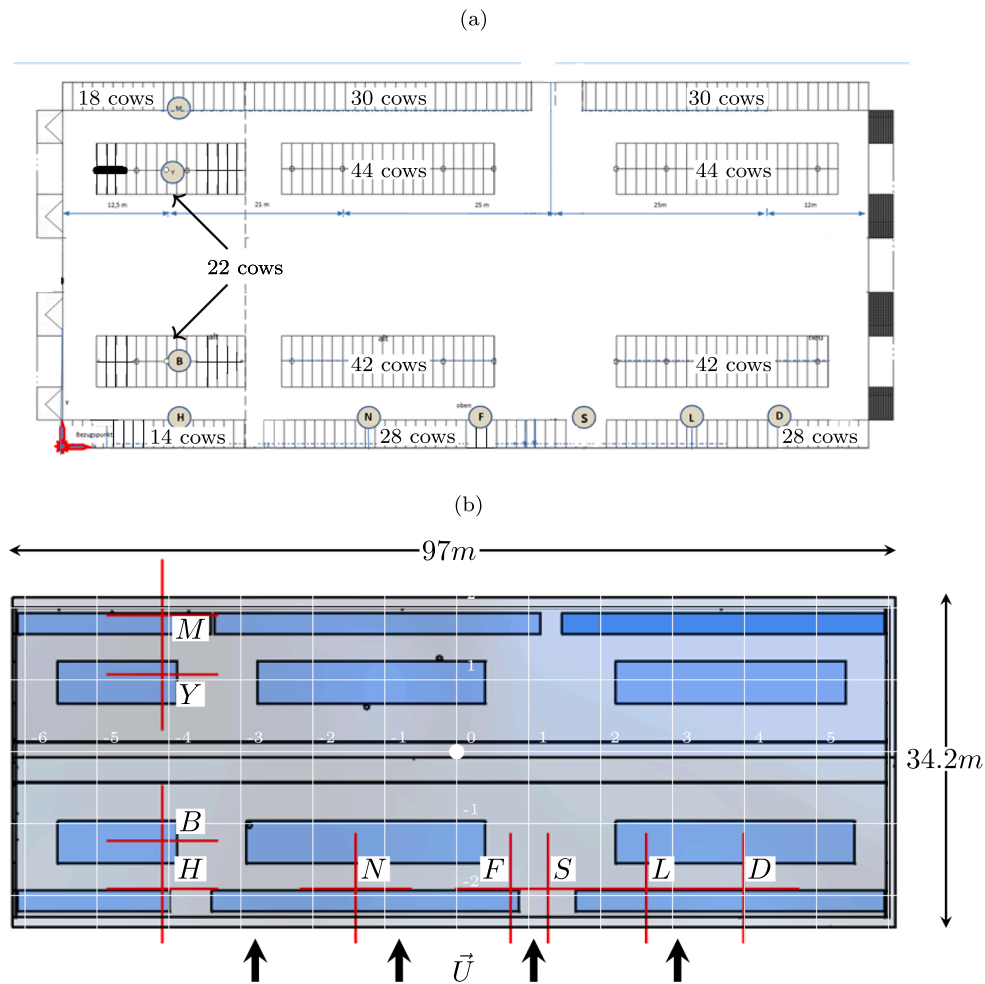 (a)
18 cows 30 cows 30 cows
M
44 cows 44 cows
Y
12,5 m 21 m 25 m 25m 12m
22 cows
alt alt neu
B 42 cows 42 cows
Y oben
H N F S L D
Bezugspunkt 14 cows 28 cows 28 cows
(b)
97m
2
M
1
Y
-6 -5 -4 -3 -2 -1 0 1 2 3 4 5
34.2m
-1
B
H N F S L D
-2
U⃗